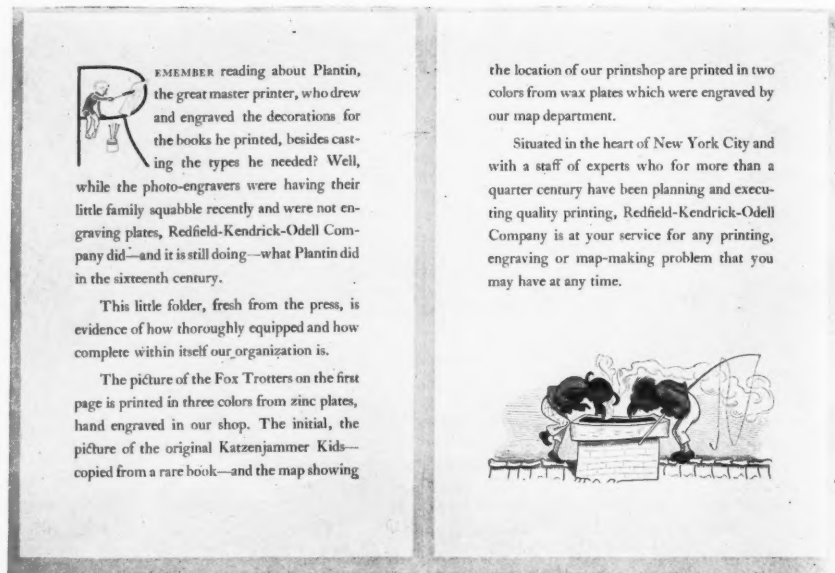 REMEMBER reading about Plantin,
the great master printer, who drew
and engraved the decorations for
the books he printed, besides cast-
ing the types he needed? Well,
while the photo-engravers were having their
little family squabble recently and were not en-
graving plates, Redfield-Kendrick-Odell Com-
pany did—and it is still doing—what Plantin did
in the sixteenth century.
This little folder, fresh from the press, is
evidence of how thoroughly equipped and how
complete within itself our organization is.
The picture of the Fox Trotters on the first
page is printed in three colors from zinc plates,
hand engraved in our shop. The initial, the
picture of the original Katzenjammer Kids—
copied from a rare book—and the map showing
the location of our printshop are printed in two
colors from wax plates which were engraved by
our map department.
Situated in the heart of New York City and
with a staff of experts who for more than a
quarter century have been planning and execu-
ting quality printing, Redfield-Kendrick-Odell
Company is at your service for any printing,
engraving or map-making problem that you
may have at any time.